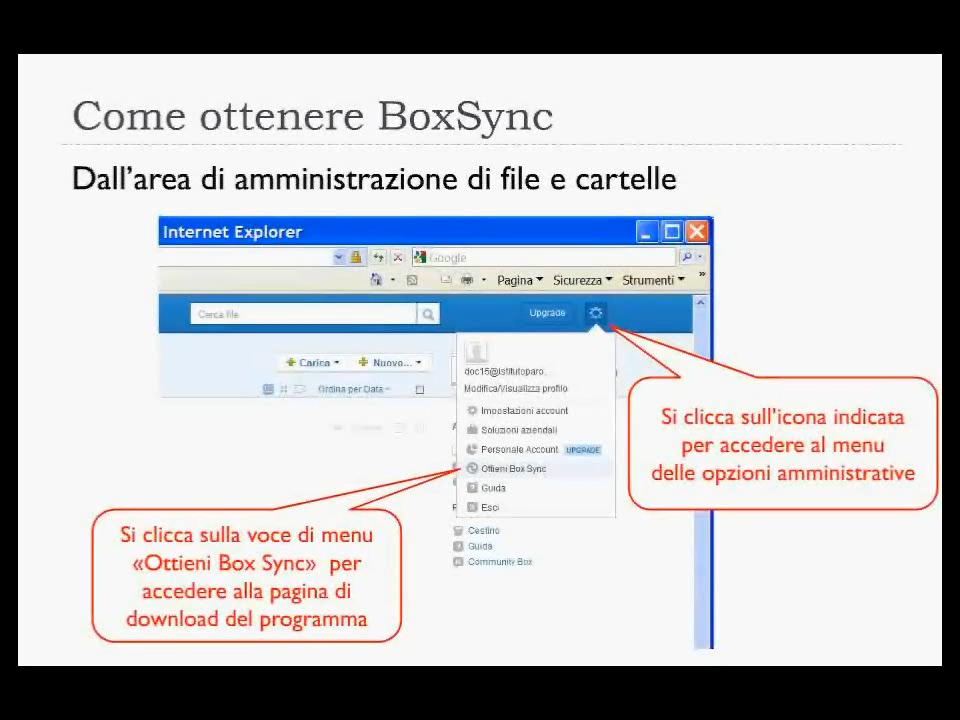 Come ottenere BoxSync
Dall'area di amministrazione di file e cartelle
Internet Explorer
Google
Pagina Sicurezza Strumenti »
Cerca file
Upgrade
Carica Nuovo...
Ordina per Data
doc15@istitutoparo...
Modifica/Visualizza profilo
Impostazioni account
Soluzioni aziendali
Personale Account UPGRADE
Ottieni Box Sync
Guida
Esci
Cestino
Guida
Community Box
Si clicca sull'icona indicata
per accedere al menu
delle opzioni amministrative
Si clicca sulla voce di menu
«Ottieni Box Sync» per
accedere alla pagina di
download del programma